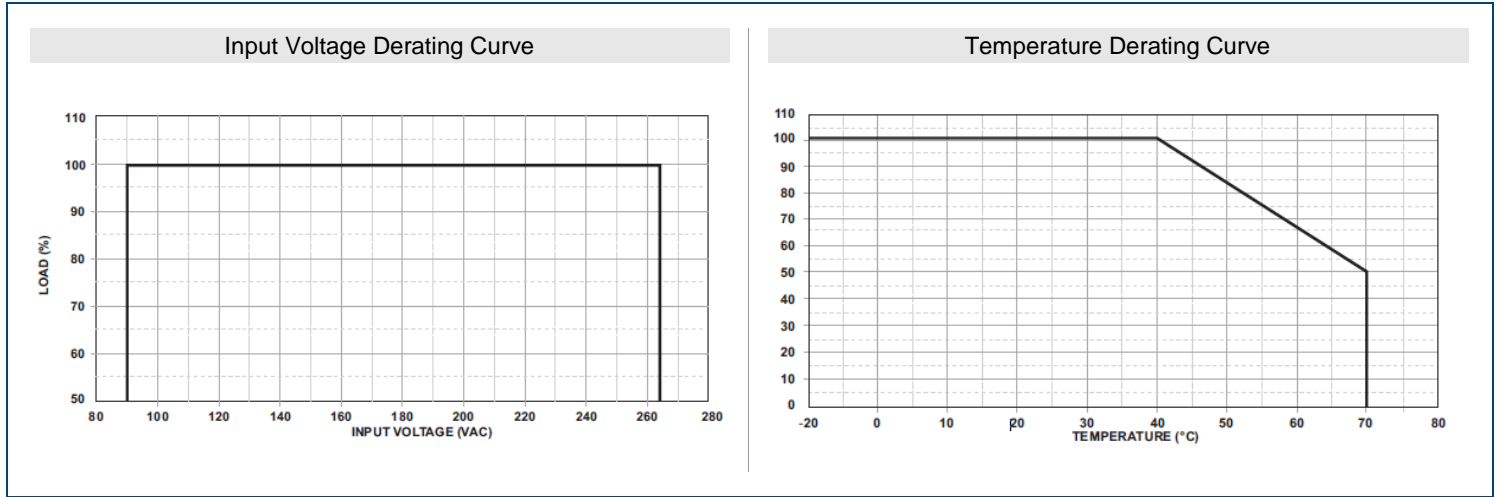 Input Voltage Derating Curve
110
100
90
80
70
60
50
LOAD (%)
80 100 120 140 160 180 200 220 240 260 280
INPUT VOLTAGE (VAC)
Temperature Derating Curve
110
100
90
80
70
60
50
40
30
20
10
0
-20 0 10 20 30 40 50 60 70 80
TEMPERATURE (°C)